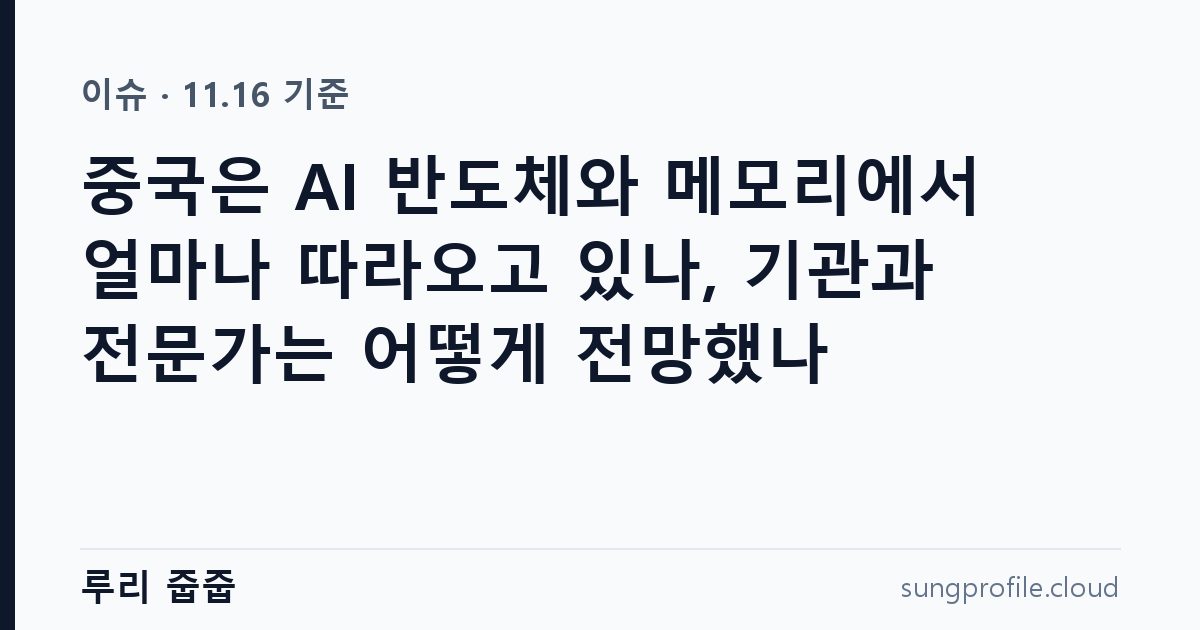 이슈 · 11.16 기준
중국은 AI 반도체와 메모리에서
얼마나 따라오고 있나, 기관과
전문가는 어떻게 전망했나
루리 줍줍
sungprofile.cloud